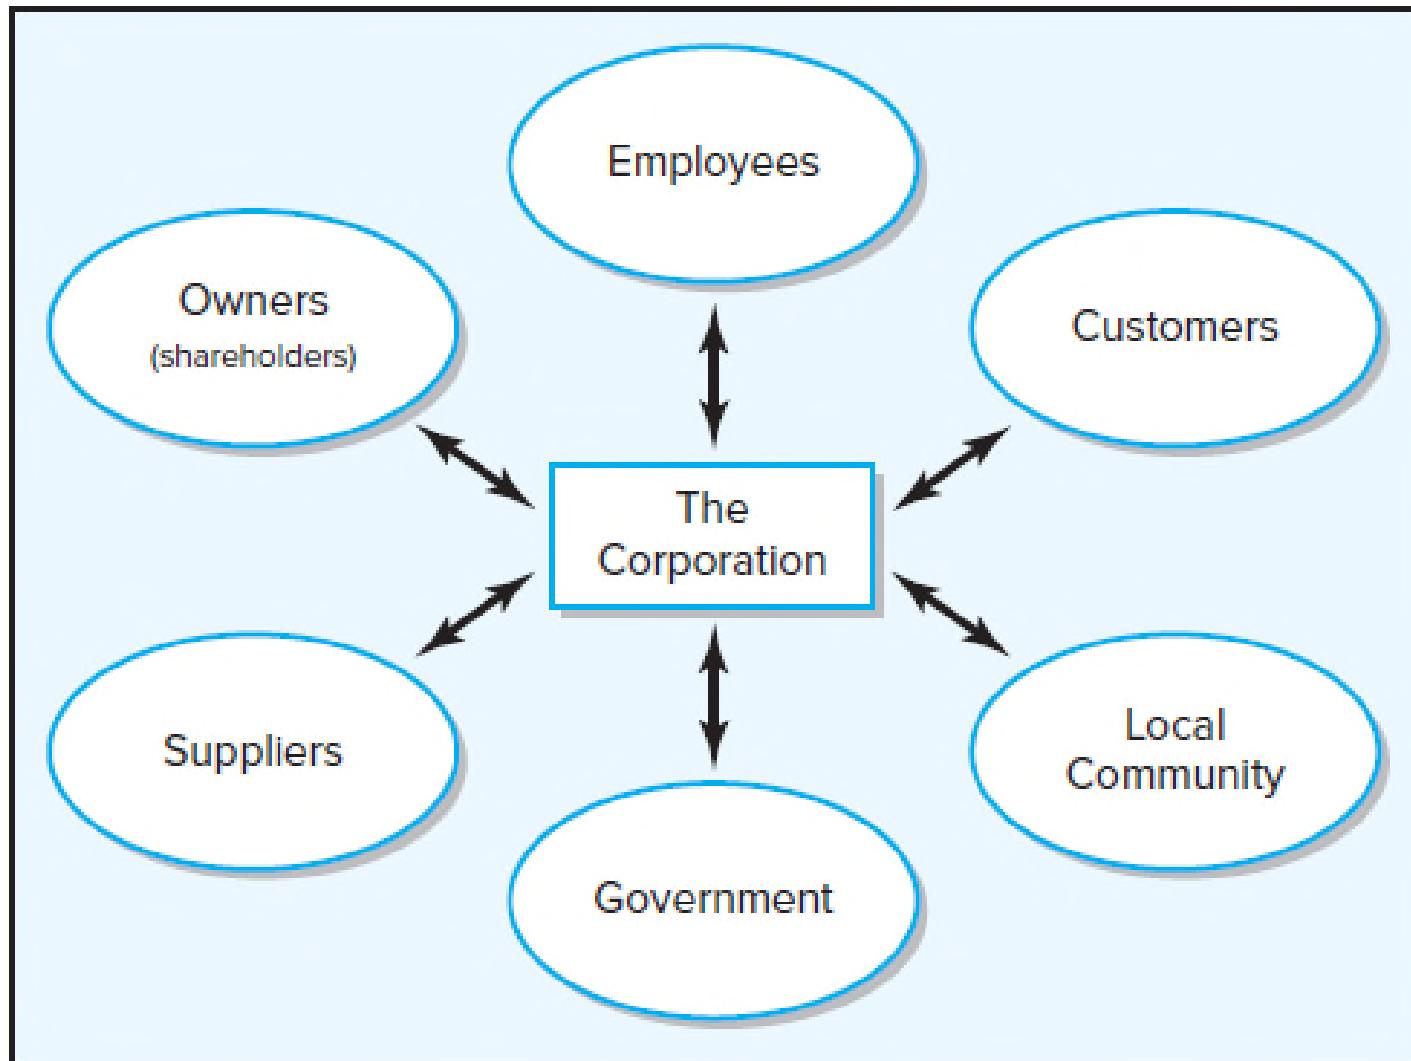 Employees
Owners
(shareholders)
Customers
The
Corporation
Suppliers
Local
Community
Government